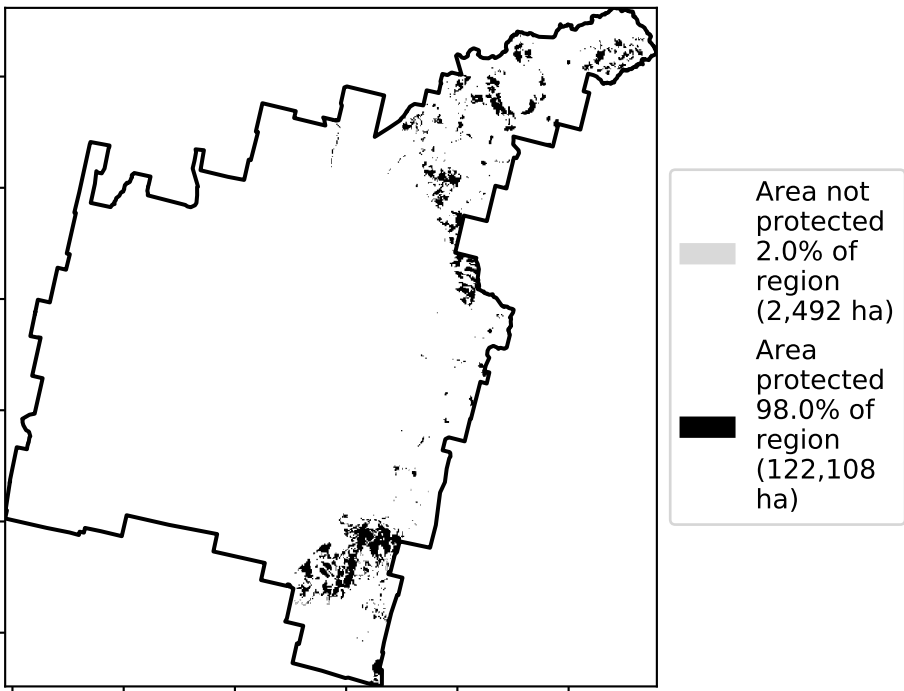 Area not
protected
2.0% of
region
(2,492 ha)
Area
protected
98.0% of
region
(122,108
ha)